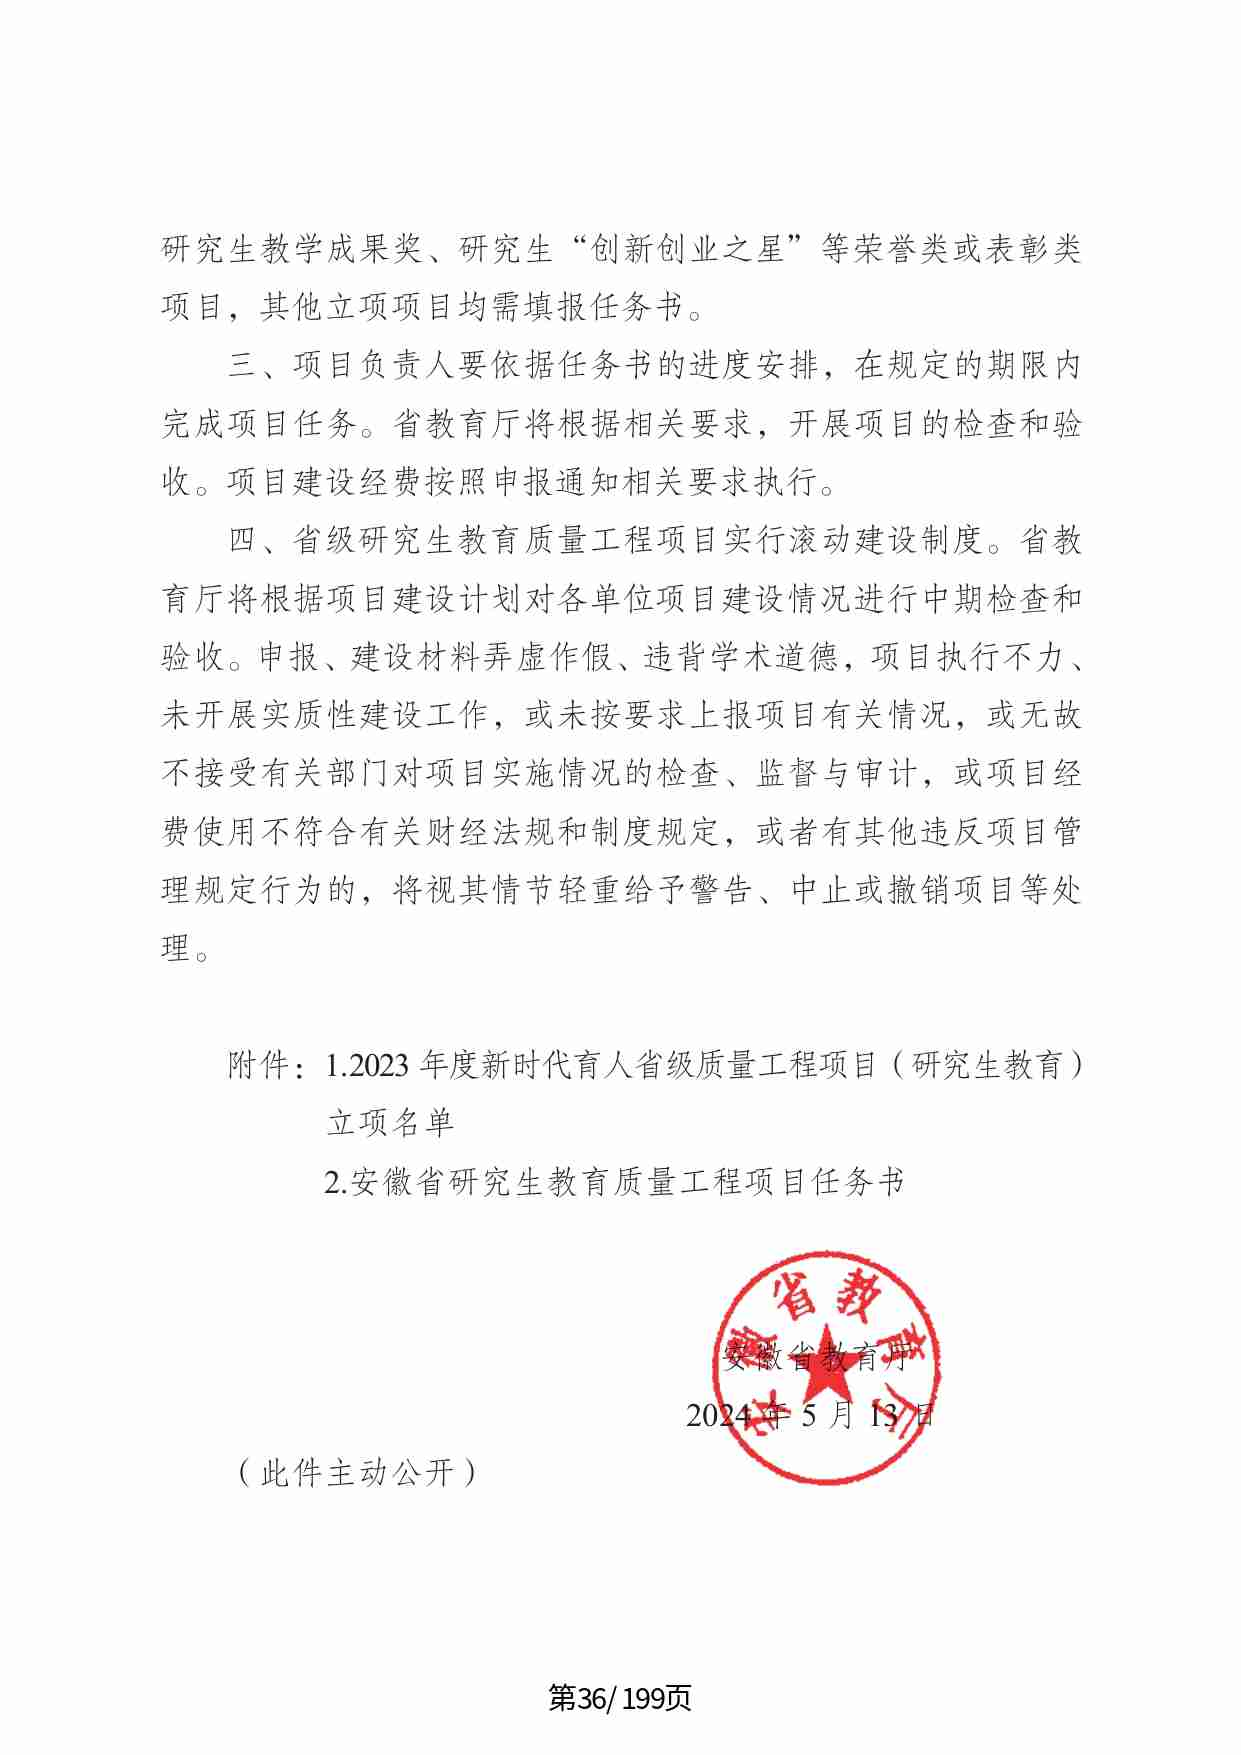 研究生教学成果奖、研究生“创新创业之星”等荣誉类或表彰类
项目，其他立项项目均需填报任务书。
三、项目负责人要依据任务书的进度安排，在规定的期限内
完成项目任务。省教育厅将根据相关要求，开展项目的检查和验
收。项目建设经费按照申报通知相关要求执行。
四、省级研究生教育质量工程项目实行滚动建设制度。省教
育厅将根据项目建设计划对各单位项目建设情况进行中期检查和
验收。申报、建设材料弄虚作假、违背学术道德，项目执行不力、
未开展实质性建设工作，或未按要求上报项目有关情况，或无故
不接受有关部门对项目实施情况的检查、监督与审计，或项目经
费使用不符合有关财经法规和制度规定，或者有其他违反项目管
理规定行为的，将视其情节轻重给予警告、中止或撤销项目等处
理。
附件：1.2023 年度新时代育人省级质量工程项目（研究生教育）
立项名单
2.安徽省研究生教育质量工程项目任务书
安徽省教育厅
安徽省教育厅
2024 年 5 月 13 日
（此件主动公开）
第36/199页